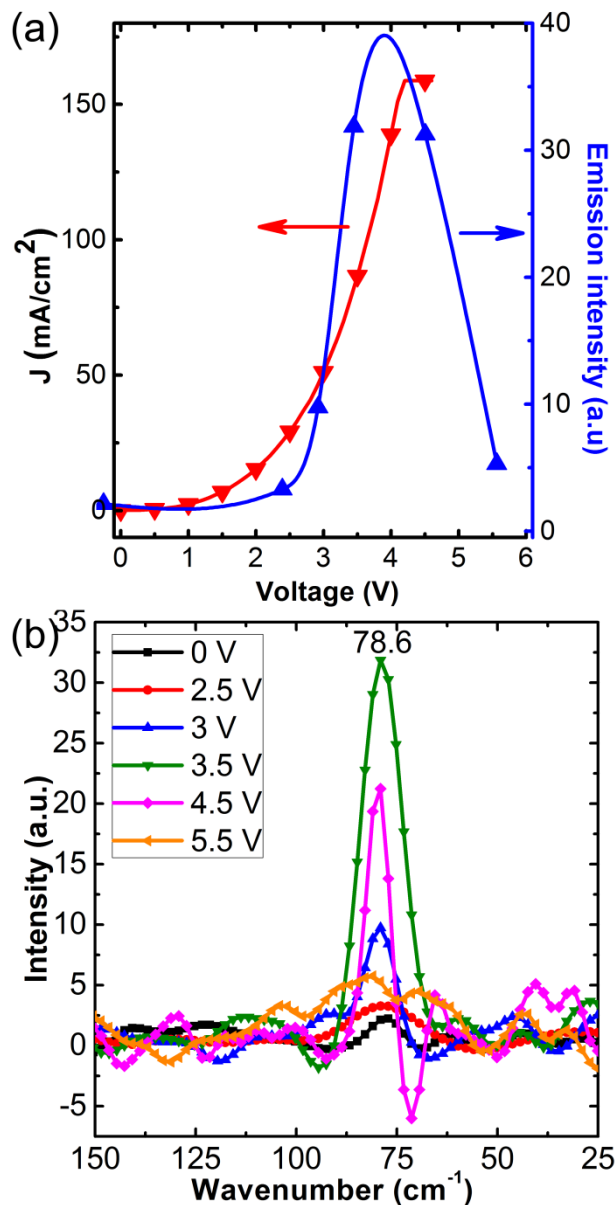 (a)
J (mA/cm²)
150
100
50
0
0 1 2 3 4 5 6
Voltage (V)
40
30
20
10
0
Emission intensity (a.u)
(b)
35
30
25
20
15
10
5
0
-5
Intensity (a.u.)
0 V
2.5 V
3 V
3.5 V
4.5 V
5.5 V
78.6
150 125 100 75 50 25
Wavenumber (cm⁻¹)